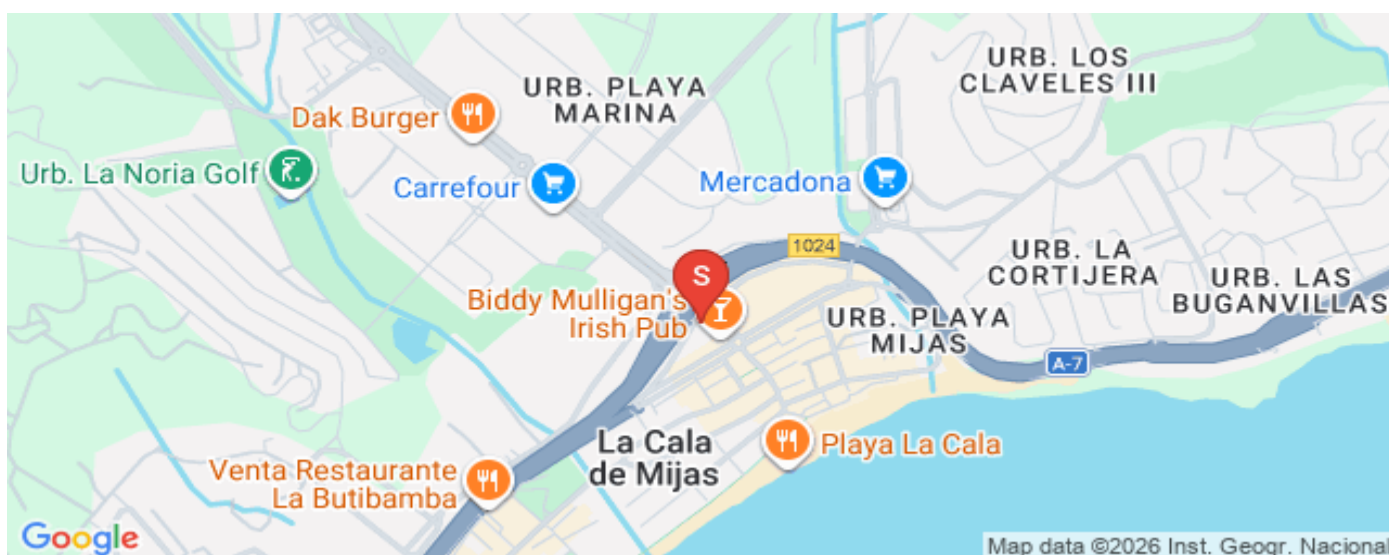 URB. LOS
CLAVELES III
URB. PLAYA
MARINA
Dak Burger
Urb. La Noria Golf
Carrefour
Mercadona
1024
URB. LA
CORTIJERA
URB. LAS
BUGANVILLAS
S
Biddy Mulligan's
Irish Pub
URB. PLAYA
MIJAS
A-7
La Cala
de Mijas
Playa La Cala
Venta Restaurante
La Butibamba
Google
Map data ©2026 Inst. Geogr. Nacional